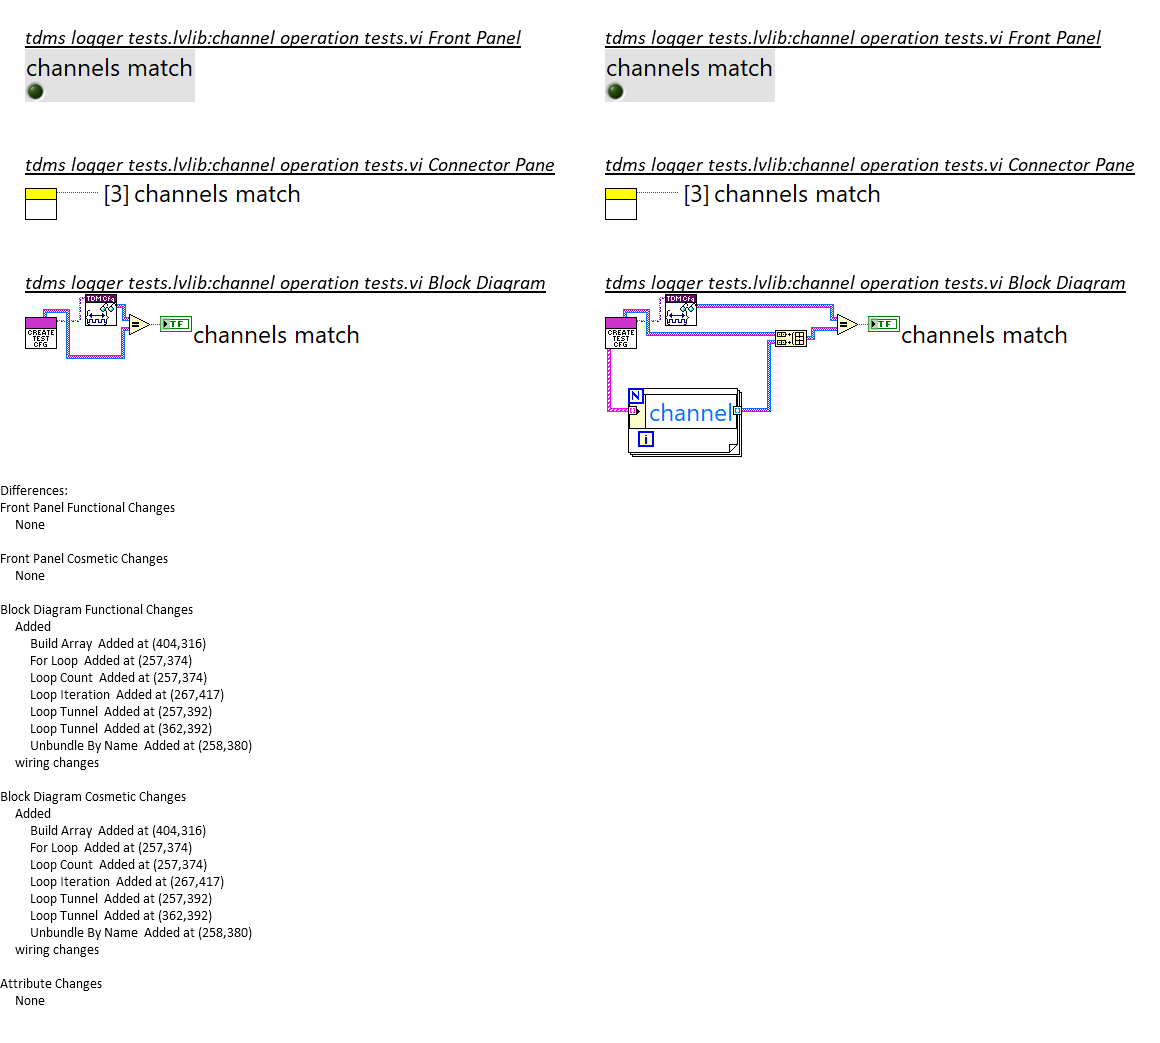 tdms logger tests.lvlib:channel operation tests.vi Front Panel
channels match
tdms logger tests.lvlib:channel operation tests.vi Connector Pane
[3] channels match
tdms logger tests.lvlib:channel operation tests.vi Block Diagram
TDM Cfg
CREATE
TEST
CFG
=
TF
channels match
tdms logger tests.lvlib:channel operation tests.vi Front Panel
channels match
tdms logger tests.lvlib:channel operation tests.vi Connector Pane
[3] channels match
tdms logger tests.lvlib:channel operation tests.vi Block Diagram
TDM Cfg
CREATE
TEST
CFG
=
TF
channels match
N
channel
i
Differences:
Front Panel Functional Changes
None
Front Panel Cosmetic Changes
None
Block Diagram Functional Changes
Added
Build Array  Added at (404,316)
For Loop  Added at (257,374)
Loop Count  Added at (257,374)
Loop Iteration  Added at (267,417)
Loop Tunnel  Added at (257,392)
Loop Tunnel  Added at (362,392)
Unbundle By Name  Added at (258,380)
wiring changes
Block Diagram Cosmetic Changes
Added
Build Array  Added at (404,316)
For Loop  Added at (257,374)
Loop Count  Added at (257,374)
Loop Iteration  Added at (267,417)
Loop Tunnel  Added at (257,392)
Loop Tunnel  Added at (362,392)
Unbundle By Name  Added at (258,380)
wiring changes
Attribute Changes
None